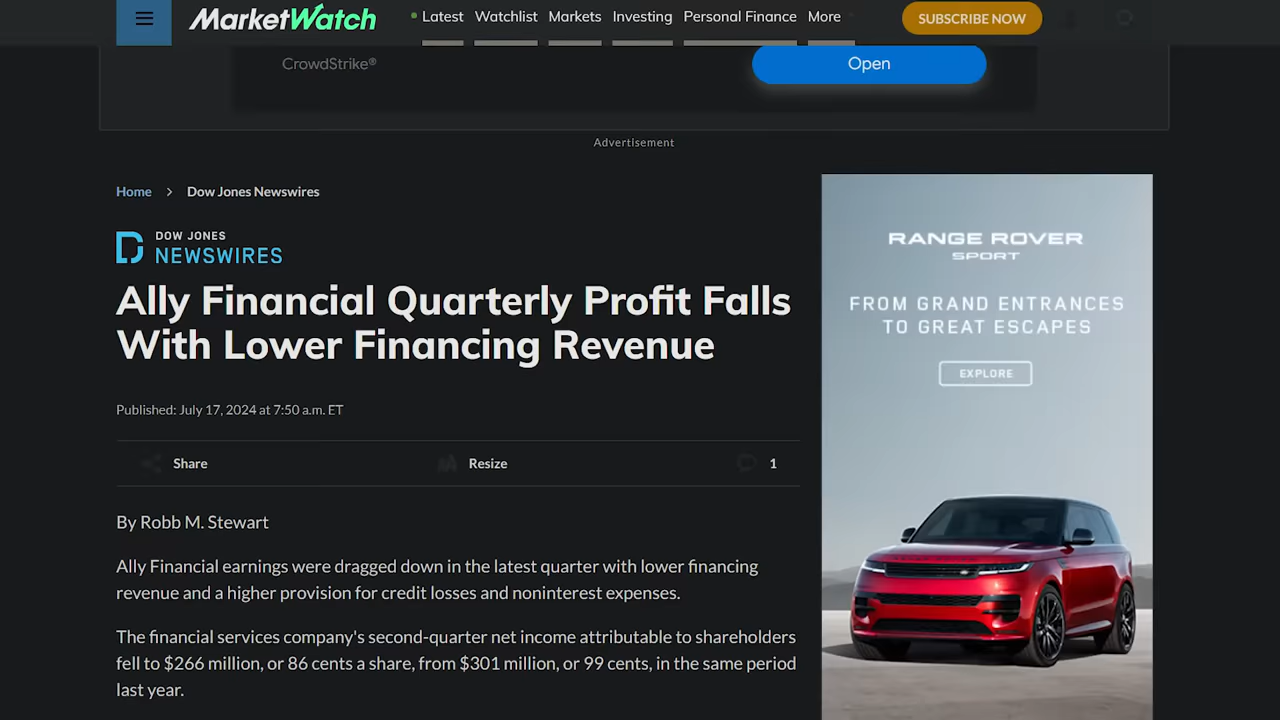 MarketWatch
Latest Watchlist Markets Investing Personal Finance More
SUBSCRIBE NOW
CrowdStrike®
Open
Advertisement
Home > Dow Jones Newswires
DOW JONES
NEWSWIRES
Ally Financial Quarterly Profit Falls
With Lower Financing Revenue
Published: July 17, 2024 at 7:50 a.m. ET
Share Resize 1
By Robb M. Stewart
Ally Financial earnings were dragged down in the latest quarter with lower financing
revenue and a higher provision for credit losses and noninterest expenses.
The financial services company's second-quarter net income attributable to shareholders
fell to $266 million, or 86 cents a share, from $301 million, or 99 cents, in the same period
last year.
RANGE ROVER
SPORT
FROM GRAND ENTRANCES
TO GREAT ESCAPES
EXPLORE